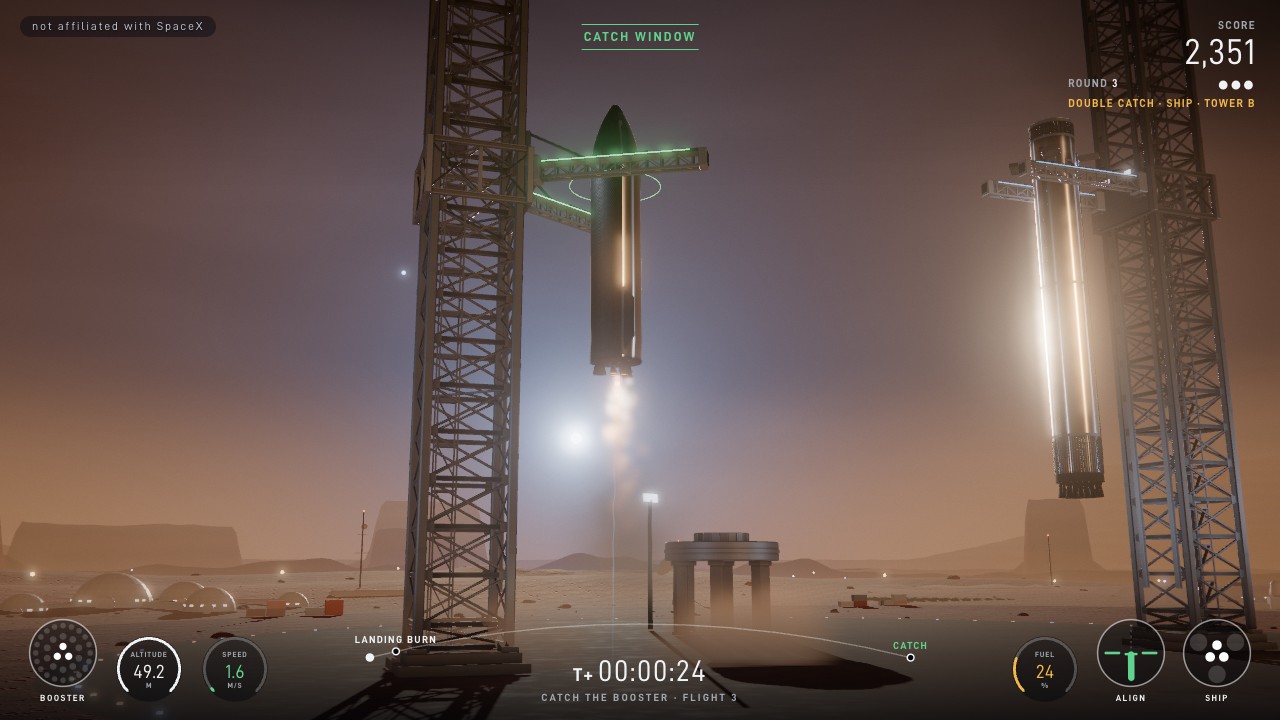 not affiliated with SpaceX
CATCH WINDOW
SCORE
2,351
ROUND 3
DOUBLE CATCH · SHIP · TOWER B
LANDING BURN
CATCH
T+ 00:00:24
CATCH THE BOOSTER · FLIGHT 3
BOOSTER
ALTITUDE
49.2
M
SPEED
1.6
M/S
FUEL
24
%
ALIGN
SHIP